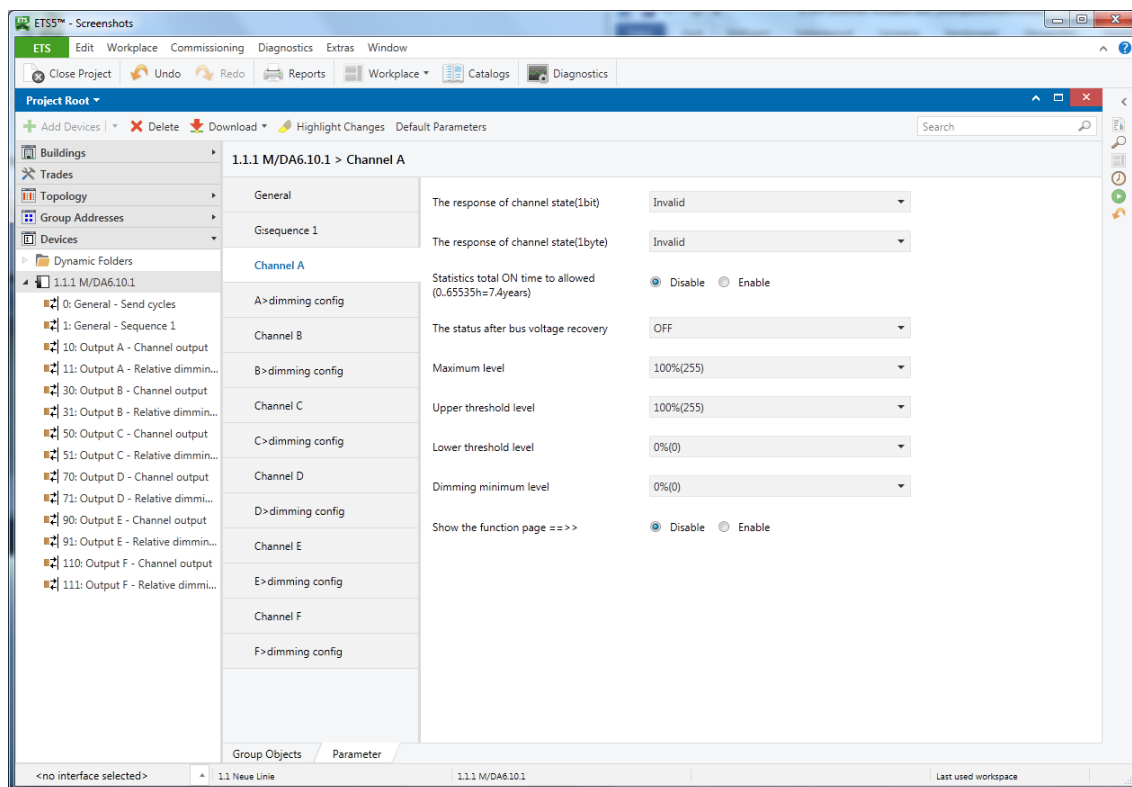 ETS5™ - Screenshots
ETS Edit Workplace Commissioning Diagnostics Extras Window
Close Project Undo Redo Reports Workplace Catalogs Diagnostics
Project Root
Add Devices Delete Download Highlight Changes Default Parameters Search
Buildings
Trades
Topology
Group Addresses
Devices
Dynamic Folders
1.1.1 M/DA6.10.1
0: General - Send cycles
1: General - Sequence 1
10: Output A - Channel output
11: Output A - Relative dimmin...
30: Output B - Channel output
31: Output B - Relative dimmin...
50: Output C - Channel output
51: Output C - Relative dimmin...
70: Output D - Channel output
71: Output D - Relative dimmi...
90: Output E - Channel output
91: Output E - Relative dimmin...
110: Output F - Channel output
111: Output F - Relative dimmi...
1.1.1 M/DA6.10.1 > Channel A
General
G:sequence 1
Channel A
A>dimming config
Channel B
B>dimming config
Channel C
C>dimming config
Channel D
D>dimming config
Channel E
E>dimming config
Channel F
F>dimming config
The response of channel state(1bit) Invalid
The response of channel state(1byte) Invalid
Statistics total ON time to allowed
(0..65535h=7.4years) Disable Enable
The status after bus voltage recovery OFF
Maximum level 100%(255)
Upper threshold level 100%(255)
Lower threshold level 0%(0)
Dimming minimum level 0%(0)
Show the function page ==>> Disable Enable
Group Objects Parameter
<no interface selected> 1.1 Neue Linie 1.1.1 M/DA6.10.1 Last used workspace